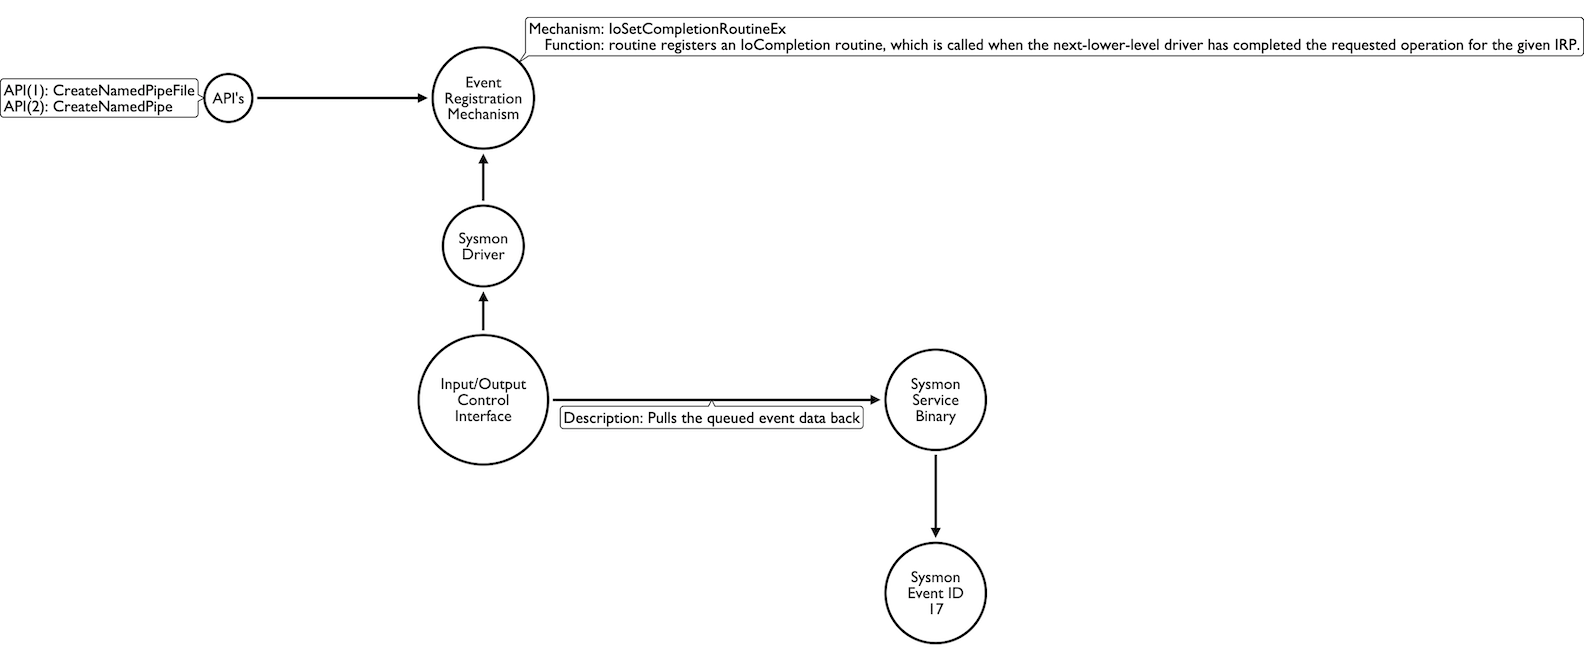 Mechanism: IoSetCompletionRoutineEx
Function: routine registers an IoCompletion routine, which is called when the next-lower-level driver has completed the requested operation for the given IRP.
API(1): CreateNamedPipeFile
API(2): CreateNamedPipe
API's
Event
Registration
Mechanism
Sysmon
Driver
Input/Output
Control
Interface
Description: Pulls the queued event data back
Sysmon
Service
Binary
Sysmon
Event ID
17